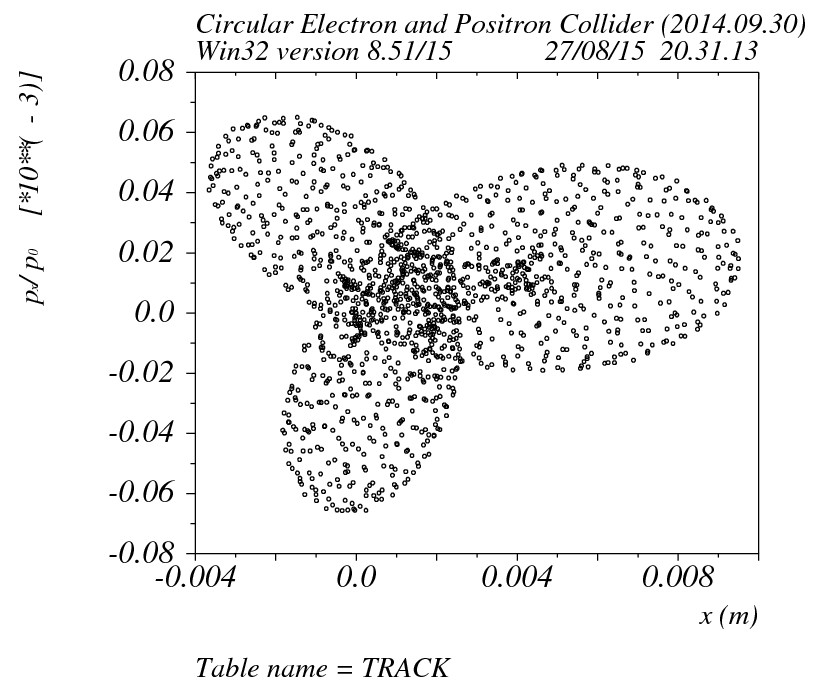 Circular Electron and Positron Collider (2014.09.30)
Win32 version 8.51/15 27/08/15 20.31.13
pₓ/ p₀ [*10**( - 3)]
0.08
0.06
0.04
0.02
0.0
-0.02
-0.04
-0.06
-0.08
-0.004 0.0 0.004 0.008
x (m)
Table name = TRACK